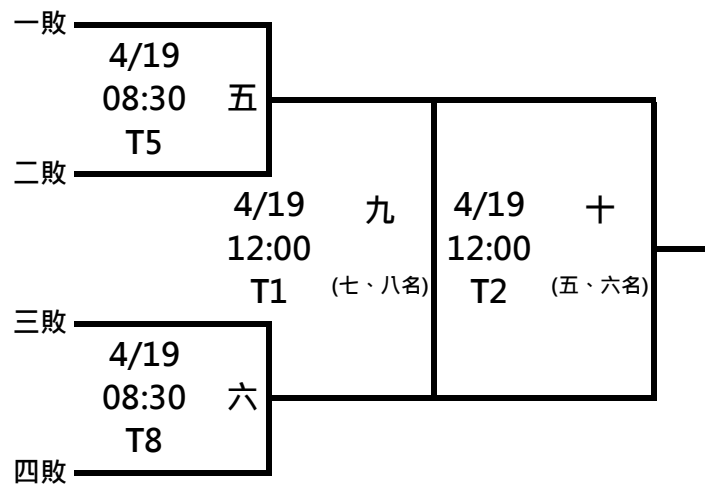 一敗
4/19
08:30
五
T5
二敗
4/19
九
12:00
T1
(七、八名)
4/19
十
12:00
T2
(五、六名)
三敗
4/19
08:30
六
T8
四敗